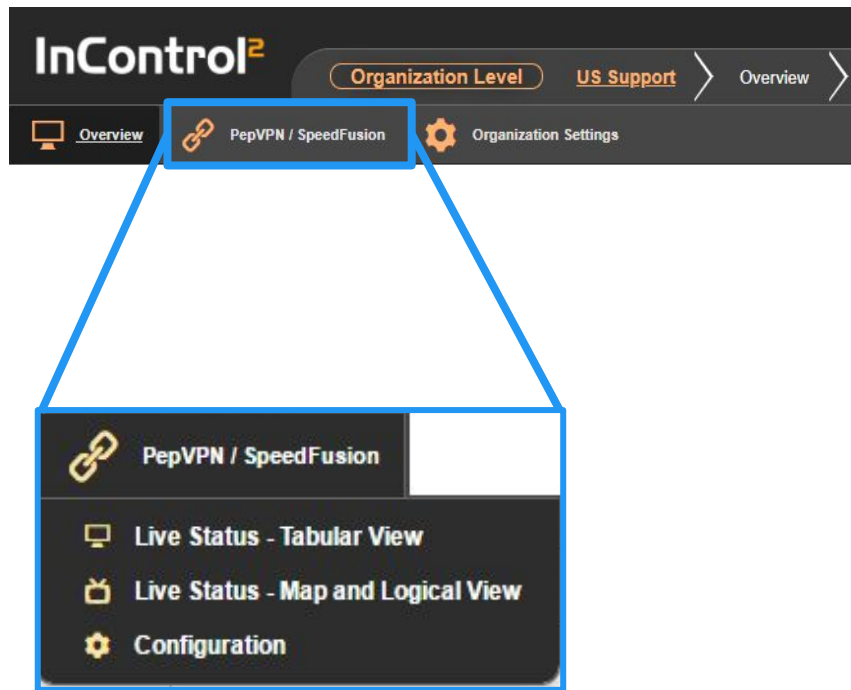 InControl²
Organization Level US Support Overview
Overview PepVPN / SpeedFusion Organization Settings
PepVPN / SpeedFusion
Live Status - Tabular View
Live Status - Map and Logical View
Configuration